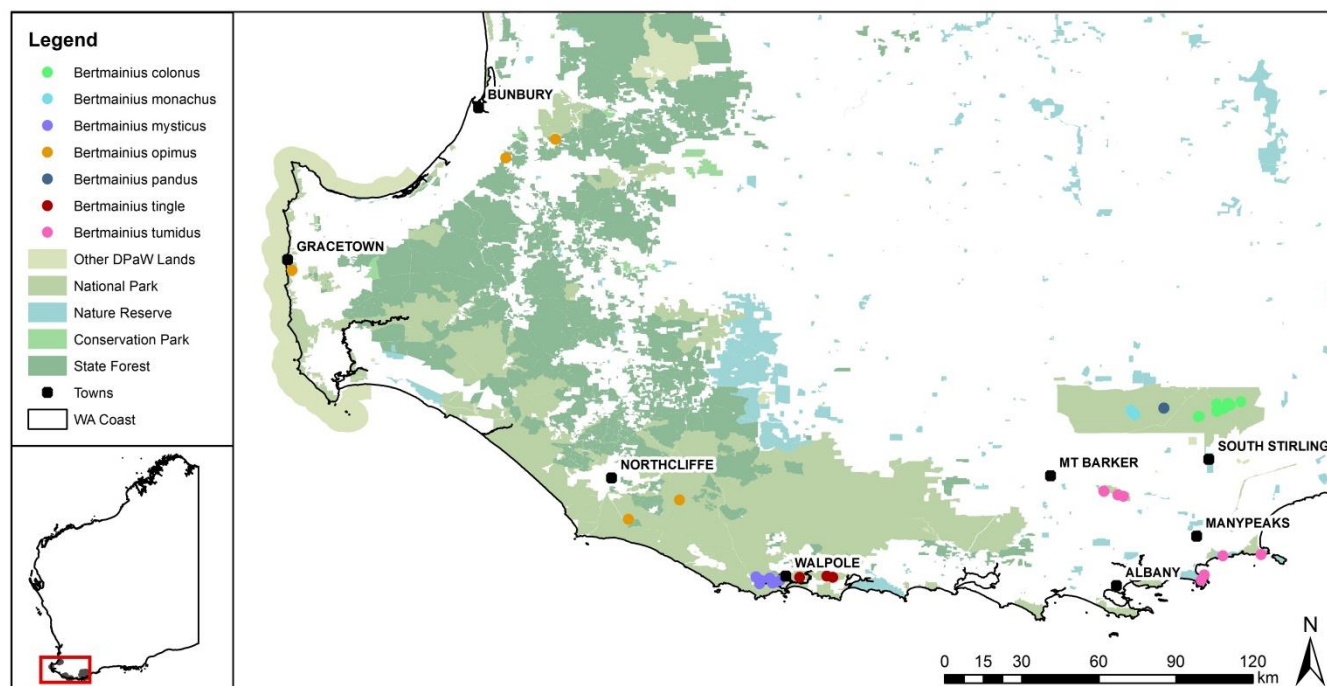 Legend
Bertmainius colonus
Bertmainius monachus
Bertmainius mysticus
Bertmainius opimus
Bertmainius pandus
Bertmainius tingle
Bertmainius tumidus
Other DPaW Lands
National Park
Nature Reserve
Conservation Park
State Forest
Towns
WA Coast
BUNBURY
GRACETOWN
NORTHCLIFFE
SOUTH STIRLING
MT BARKER
MANYPEAKS
WALPOLE
ALBANY
N
0 15 30 60 90 120
km